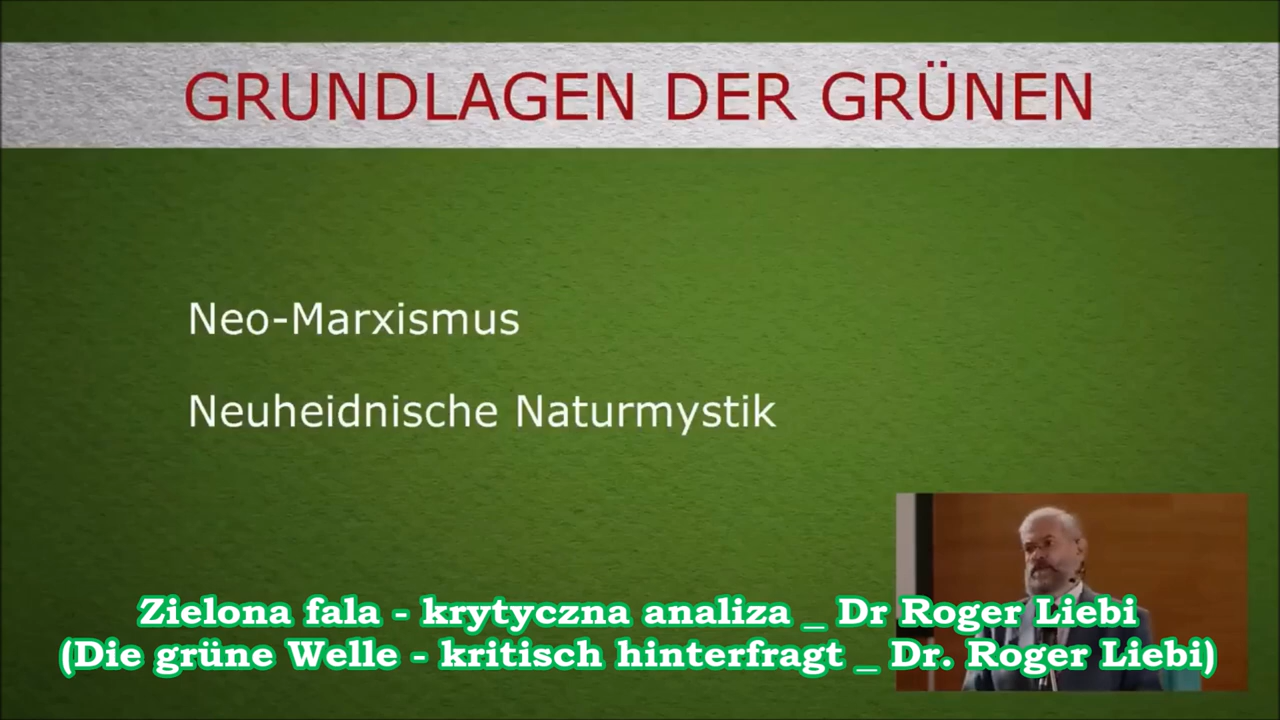 GRUNDLAGEN DER GRÜNEN
Neo-Marxismus
Neuheidnische Naturmystik
Zielona fala - krytyczna analiza _ Dr Roger Liebi
(Die grüne Welle - kritisch hinterfragt _ Dr. Roger Liebi)